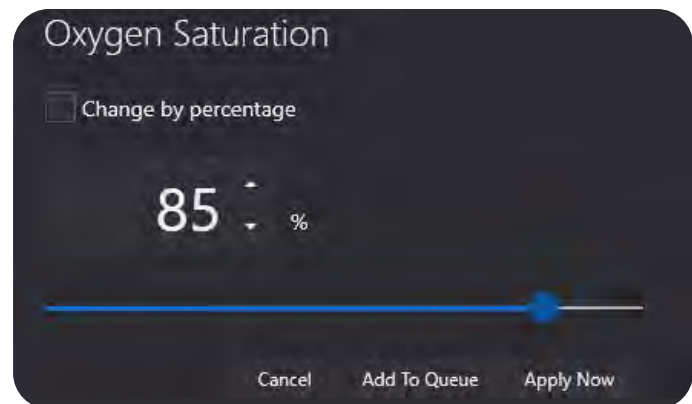 Oxygen Saturation
Change by percentage
85 %
Cancel Add To Queue Apply Now